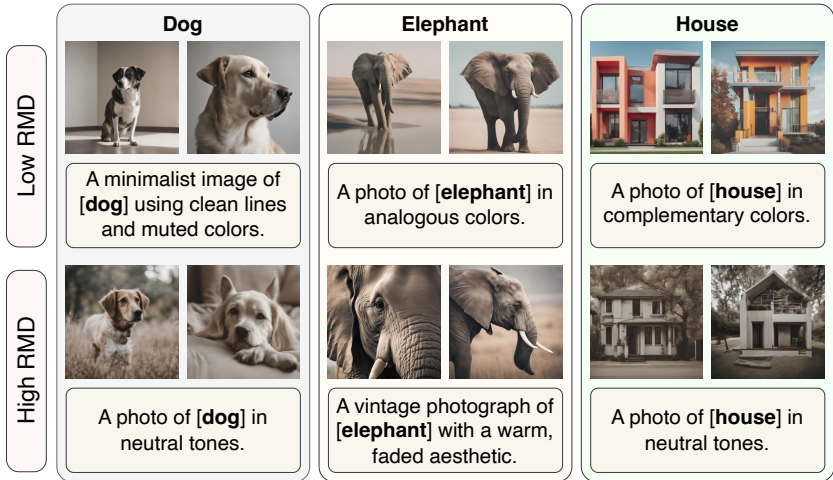 Dog
Elephant
House
Low RMD
A minimalist image of
[dog] using clean lines
and muted colors.
A photo of [elephant] in
analogous colors.
A photo of [house] in
complementary colors.
High RMD
A photo of [dog] in
neutral tones.
A vintage photograph of
[elephant] with a warm,
faded aesthetic.
A photo of [house] in
neutral tones.